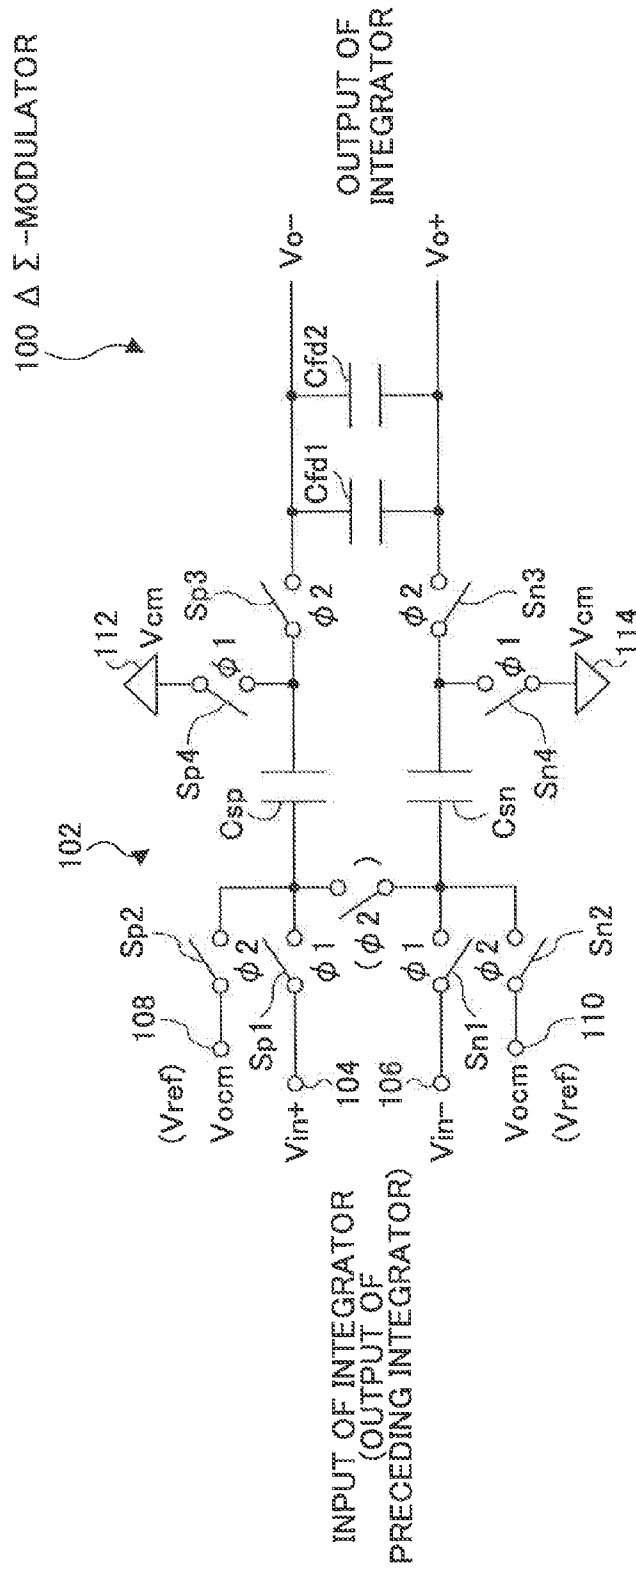 100 Δ Σ-MODULATOR
102
112
Vcm
Sp4
ϕ1
Sp3
ϕ2
Sp2
ϕ2
108
(Vref)
Vocm
Sp1
ϕ1
Csp
Cfd1
Cfd2
Vo-
Vin+
104
(ϕ2)
OUTPUT OF
INTEGRATOR
INPUT OF INTEGRATOR
(OUTPUT OF
PRECEDING INTEGRATOR)
106
Vin-
ϕ1
Sn1
Csn
ϕ2
Sn3
Vo+
ϕ2
Sn2
Vocm
(Vref)
110
ϕ1
Sn4
Vcm
114